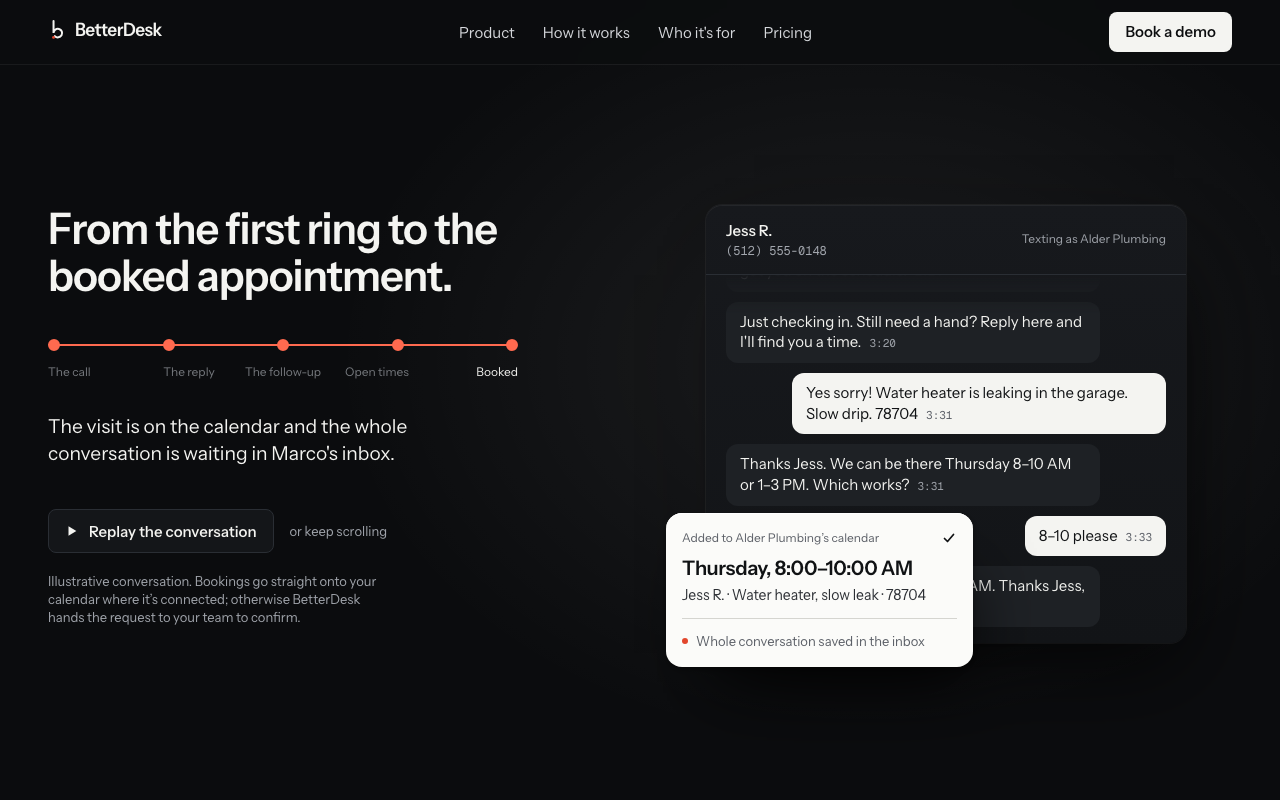 BetterDesk
Product
How it works
Who it's for
Pricing
Book a demo
From the first ring to the
booked appointment.
The call
The reply
The follow-up
Open times
Booked
The visit is on the calendar and the whole
conversation is waiting in Marco's inbox.
Replay the conversation
or keep scrolling
Illustrative conversation. Bookings go straight onto your
calendar where it's connected; otherwise BetterDesk
hands the request to your team to confirm.
Jess R.
(512) 555-0148
Texting as Alder Plumbing
Just checking in. Still need a hand? Reply here and
I'll find you a time. 3:20
Yes sorry! Water heater is leaking in the garage.
Slow drip. 78704 3:31
Thanks Jess. We can be there Thursday 8–10 AM
or 1–3 PM. Which works? 3:31
8–10 please 3:33
AM. Thanks Jess,
Added to Alder Plumbing's calendar
Thursday, 8:00–10:00 AM
Jess R. · Water heater, slow leak · 78704
Whole conversation saved in the inbox